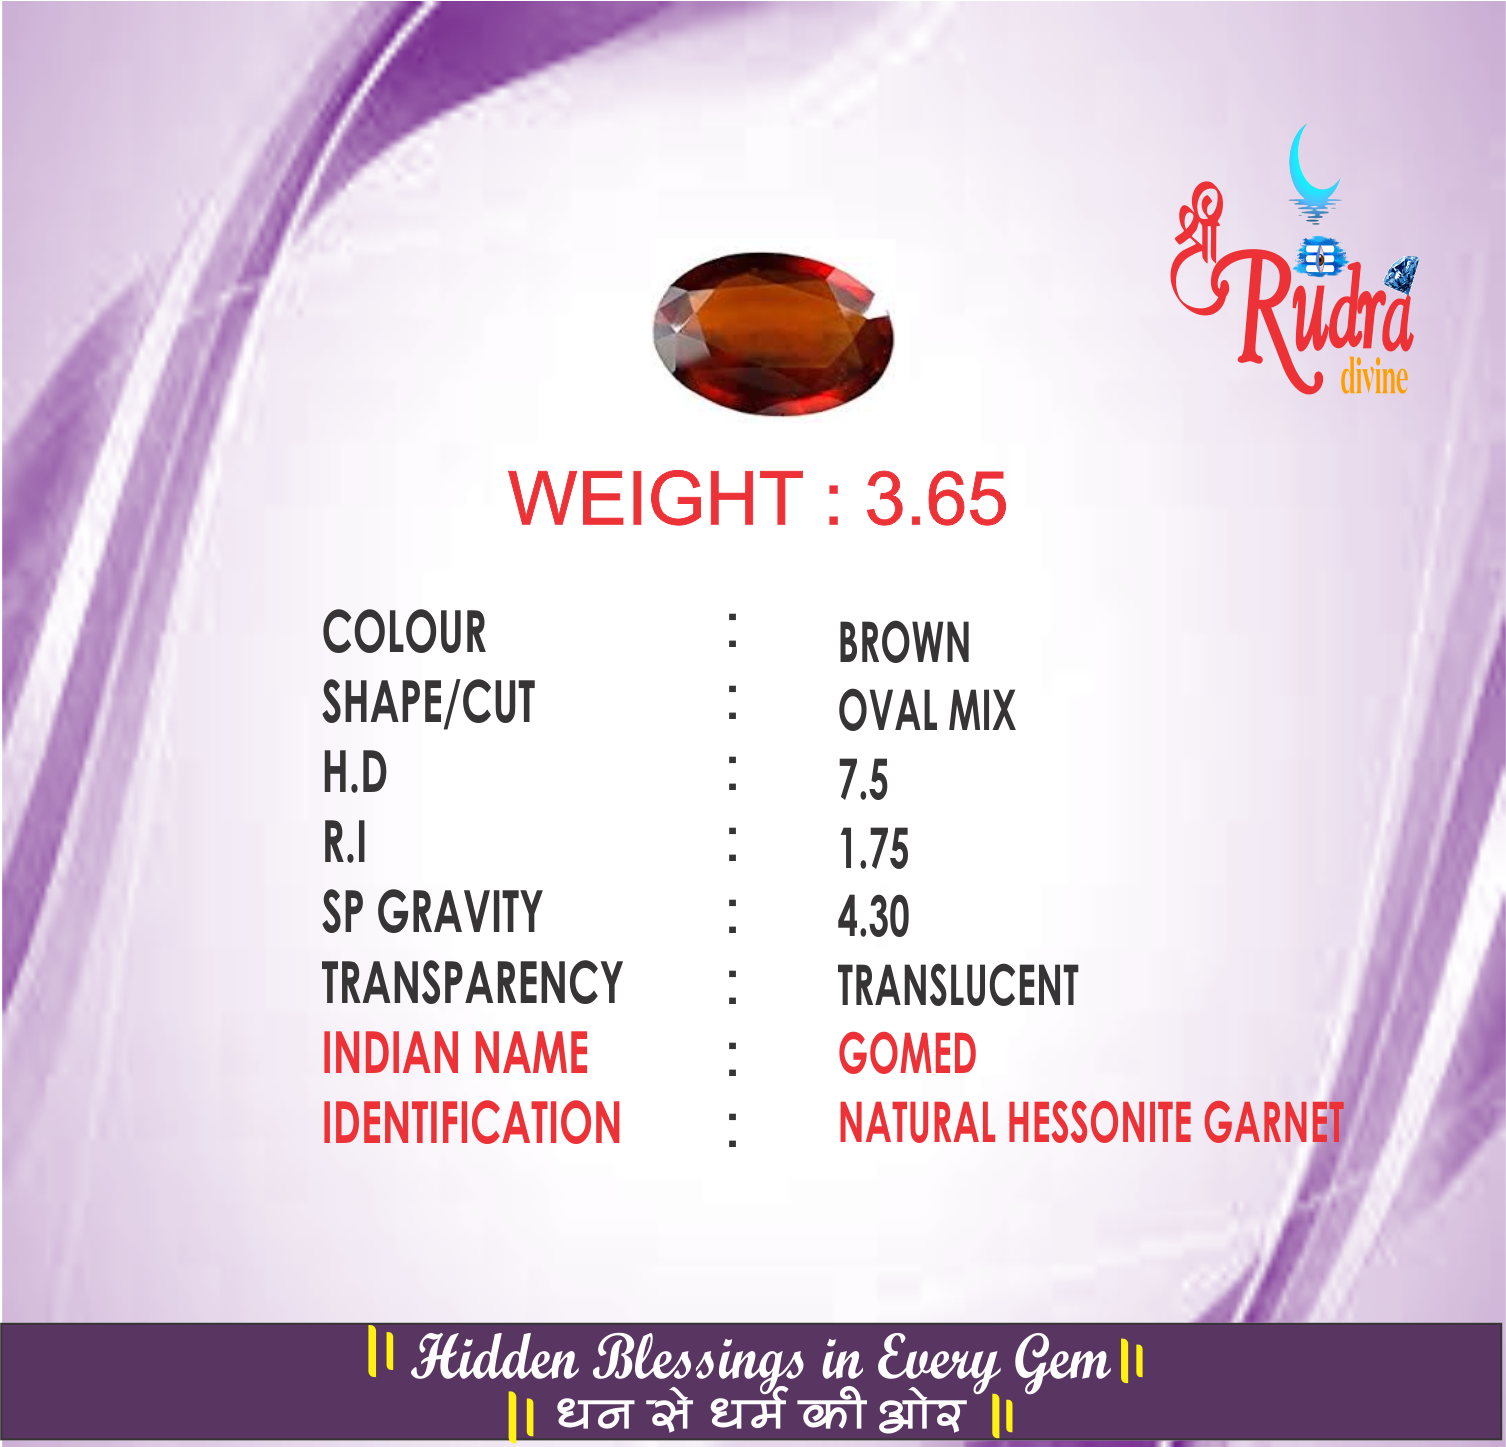 श्री
Rudra
divine
WEIGHT : 3.65
COLOUR : BROWN
SHAPE/CUT : OVAL MIX
H.D : 7.5
R.I : 1.75
SP GRAVITY : 4.30
TRANSPARENCY : TRANSLUCENT
INDIAN NAME : GOMED
IDENTIFICATION : NATURAL HESSONITE GARNET
|| Hidden Blessings in Every Gem ||
|| धन से धर्म की ओर ||